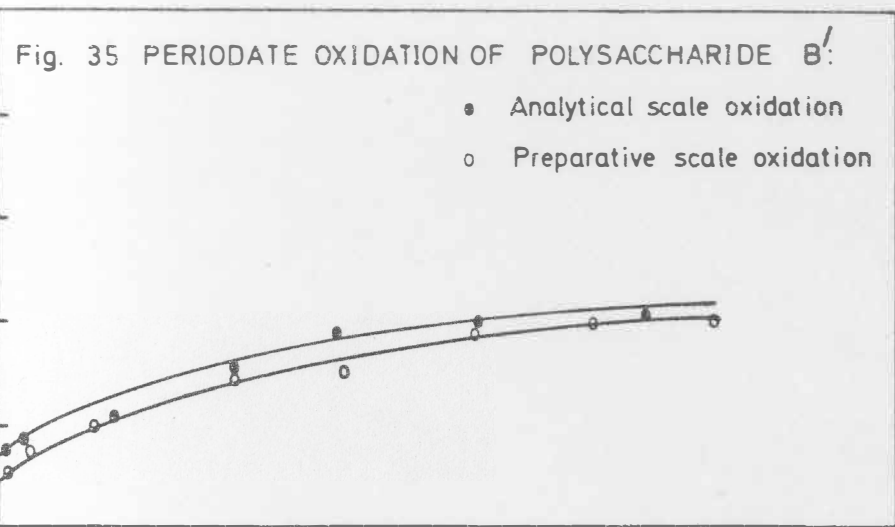 Fig. 35 PERIODATE OXIDATION OF POLYSACCHARIDE B':
• Analytical scale oxidation
o Preparative scale oxidation